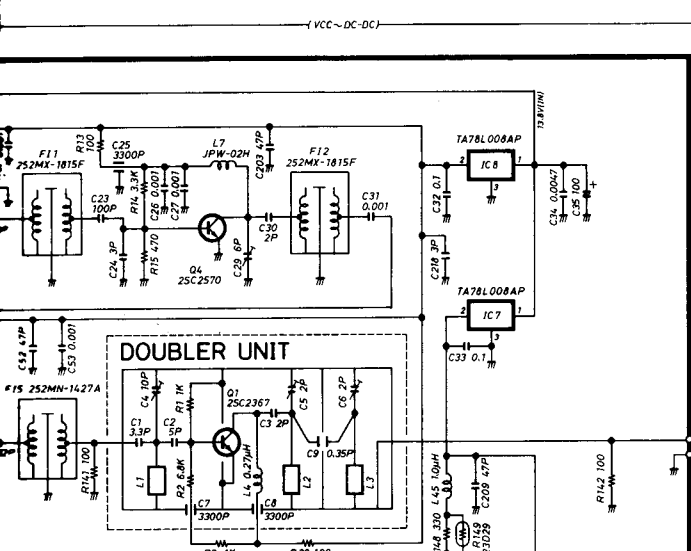 ( VCC ~ DC-DC )
13.8V(IN)
R13 100
C25 3300P
L7 JPW-02H
C203 47P
FI2 252MX-1815F
TA78L008AP
2 IC8 1
3
FI1 252MX-1815F
C23 100P
R14 3.3K
C26 0.001
C27 0.001
C31 0.001
C32 0.1
C34 0.0047
C35 100
+
C30 2P
C24 3P
R15 470
Q4 2SC2570
C29 6P
C218 3P
TA78L008AP
2 IC7 1
3
C33 0.1
C52 47P
C53 0.001
DOUBLER UNIT
FI5 252MN-1427A
C4 10P
R1 1K
Q1 2SC2367
C5 2P
C6 2P
C1 3.3P
C2 5P
C3 2P
C9 0.35P
R141 100
L1
R2 6.8K
L4 0.27μH
L2
L3
C7 3300P
C8 3300P
L45 1.0μH
C209 47P
R142 100
R149